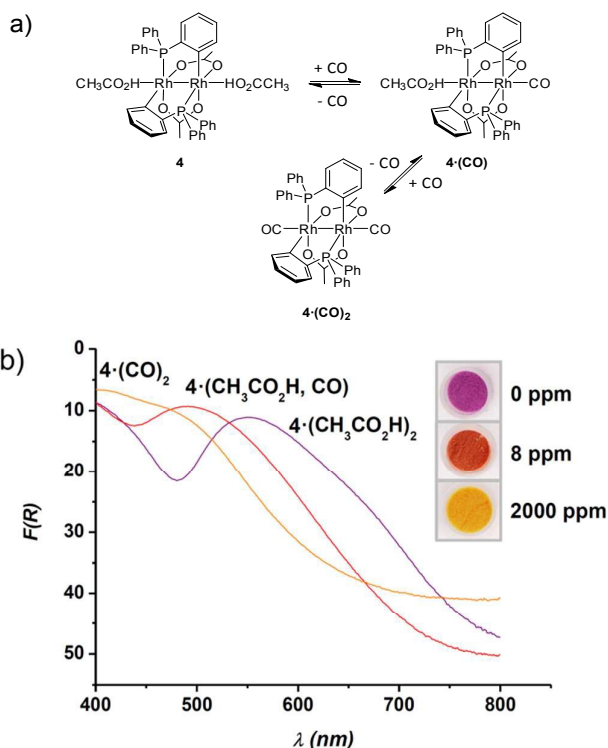 a)
Ph
Ph
P
CH₃CO₂H
Rh
Rh
HO₂CCH₃
O
O
O
P
O
Ph
Ph
4
+ CO
- CO
Ph
Ph
P
CH₃CO₂H
Rh
Rh
CO
O
O
O
P
O
Ph
Ph
4·(CO)
- CO
+ CO
Ph
Ph
P
OC
Rh
Rh
CO
O
O
O
P
O
Ph
Ph
4·(CO)₂
b)
0
10
20
30
40
50
F(R)
4·(CO)₂
4·(CH₃CO₂H, CO)
4·(CH₃CO₂H)₂
0 ppm
8 ppm
2000 ppm
400
500
600
700
800
λ (nm)